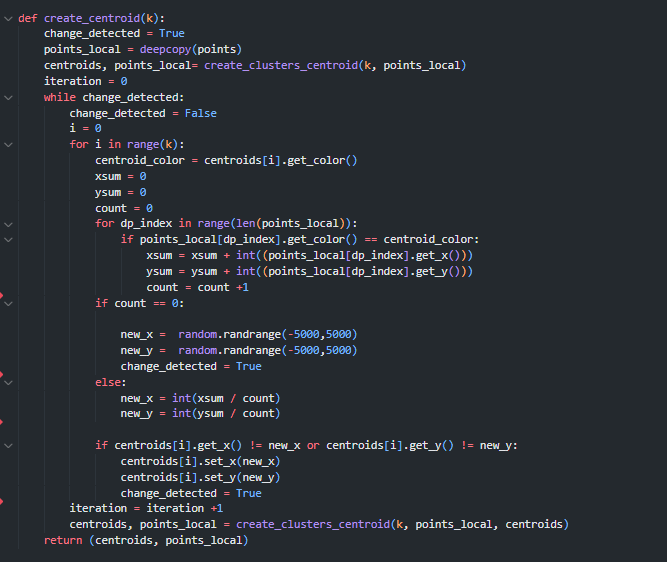 def create_centroid(k):
    change_detected = True
    points_local = deepcopy(points)
    centroids, points_local= create_clusters_centroid(k, points_local)
    iteration = 0
    while change_detected:
        change_detected = False
        i = 0
        for i in range(k):
            centroid_color = centroids[i].get_color()
            xsum = 0
            ysum = 0
            count = 0
            for dp_index in range(len(points_local)):
                if points_local[dp_index].get_color() == centroid_color:
                    xsum = xsum + int((points_local[dp_index].get_x()))
                    ysum = ysum + int((points_local[dp_index].get_y()))
                    count = count +1
            if count == 0:
                new_x =  random.randrange(-5000,5000)
                new_y =  random.randrange(-5000,5000)
                change_detected = True
            else:
                new_x = int(xsum / count)
                new_y = int(ysum / count)
            if centroids[i].get_x() != new_x or centroids[i].get_y() != new_y:
                centroids[i].set_x(new_x)
                centroids[i].set_y(new_y)
                change_detected = True
        iteration = iteration +1
        centroids, points_local = create_clusters_centroid(k, points_local, centroids)
    return (centroids, points_local)